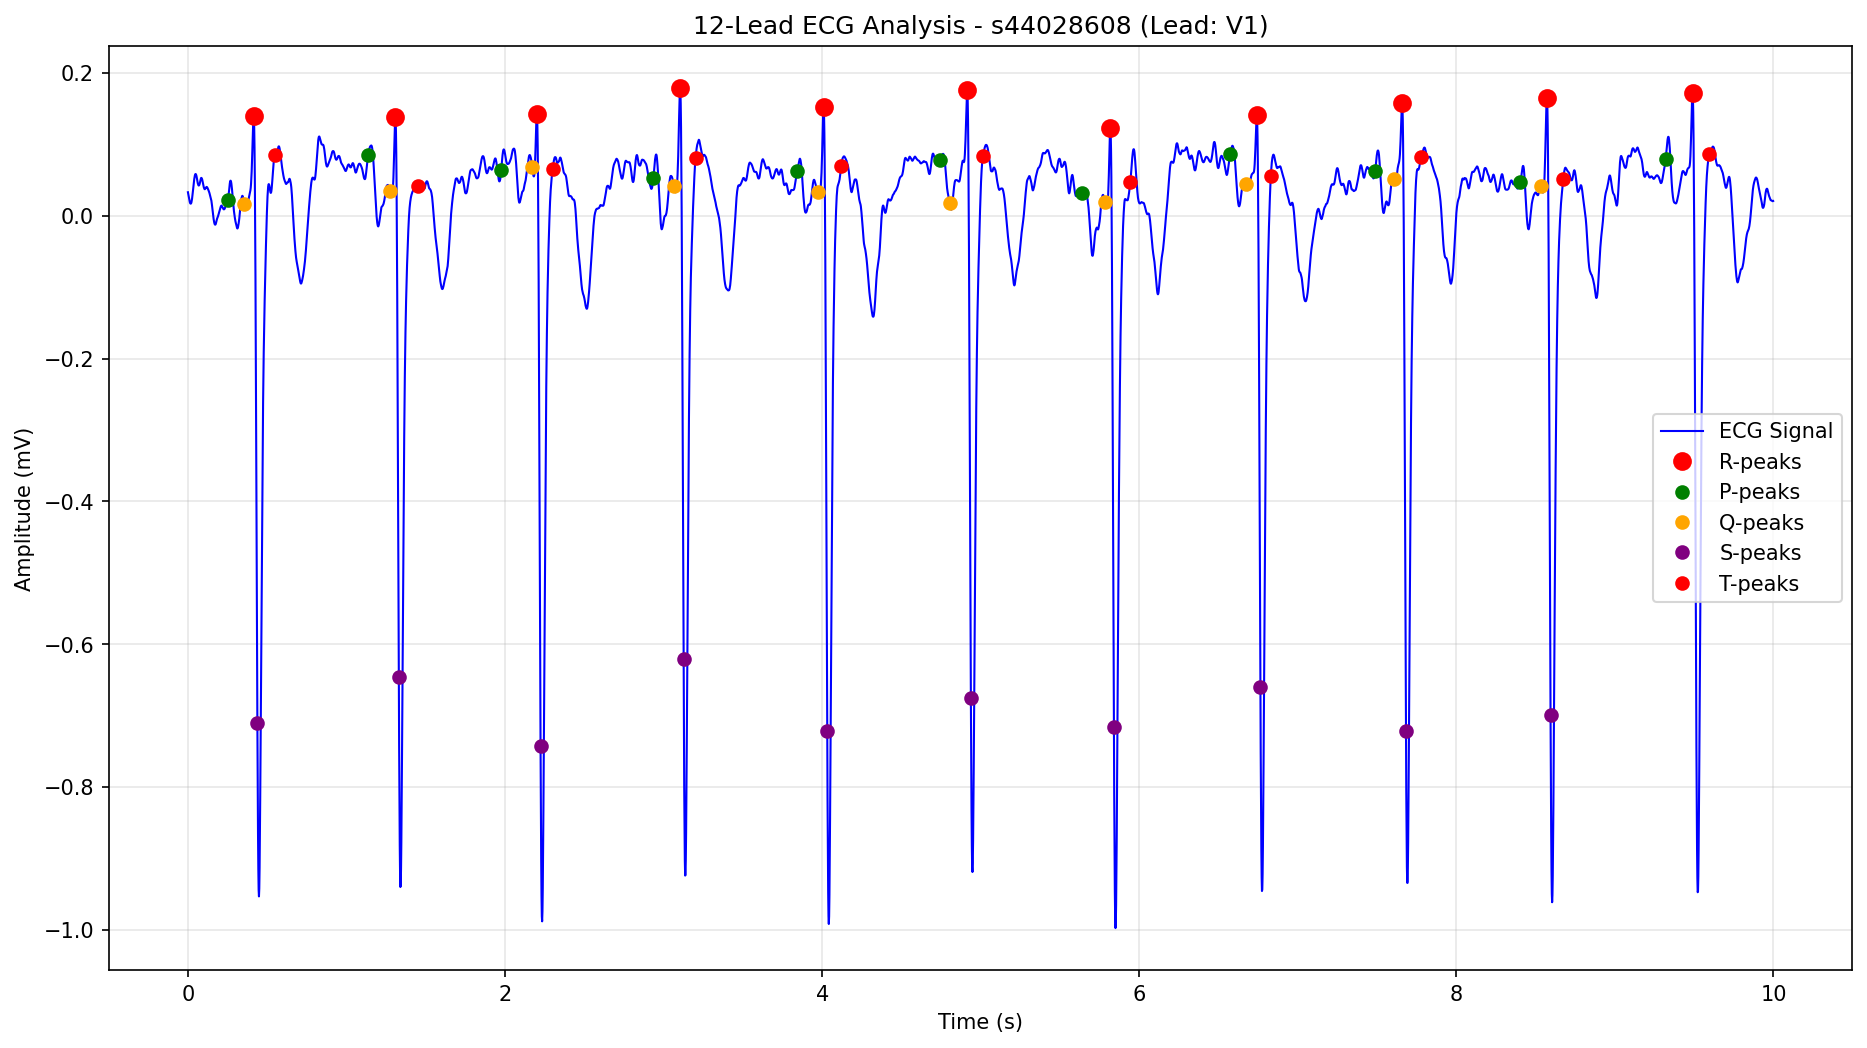 12-Lead ECG Analysis - s44028608 (Lead: V1)
0.2
0.0
−0.2
−0.4
−0.6
−0.8
−1.0
Amplitude (mV)
ECG Signal
R-peaks
P-peaks
Q-peaks
S-peaks
T-peaks
0 2 4 6 8 10
Time (s)